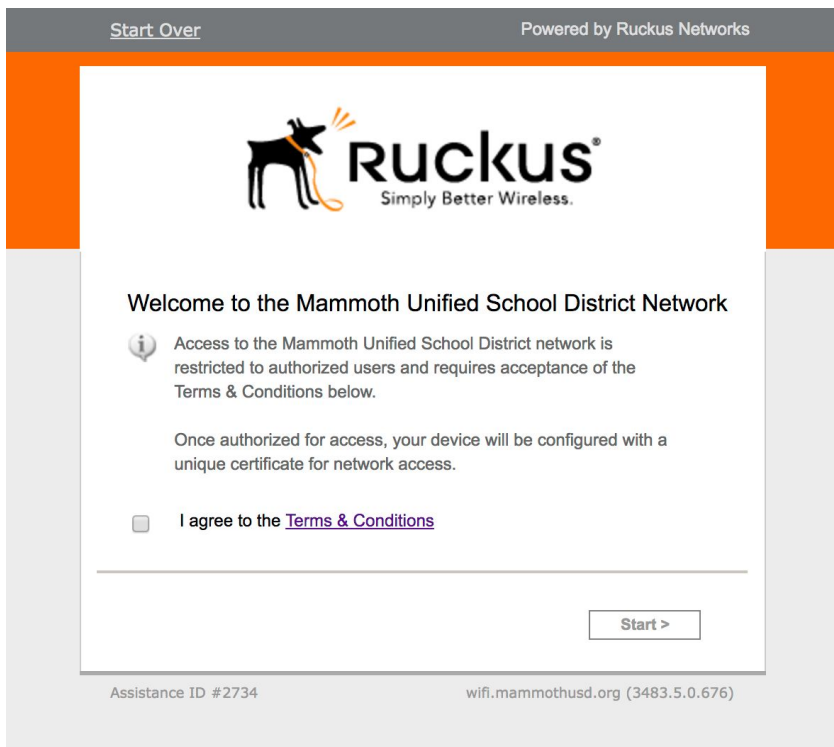 Start Over
Powered by Ruckus Networks
RUCKUS®
Simply Better Wireless.
Welcome to the Mammoth Unified School District Network
Access to the Mammoth Unified School District network is
restricted to authorized users and requires acceptance of the
Terms & Conditions below.
Once authorized for access, your device will be configured with a
unique certificate for network access.
I agree to the Terms & Conditions
Start >
Assistance ID #2734
wifi.mammothusd.org (3483.5.0.676)